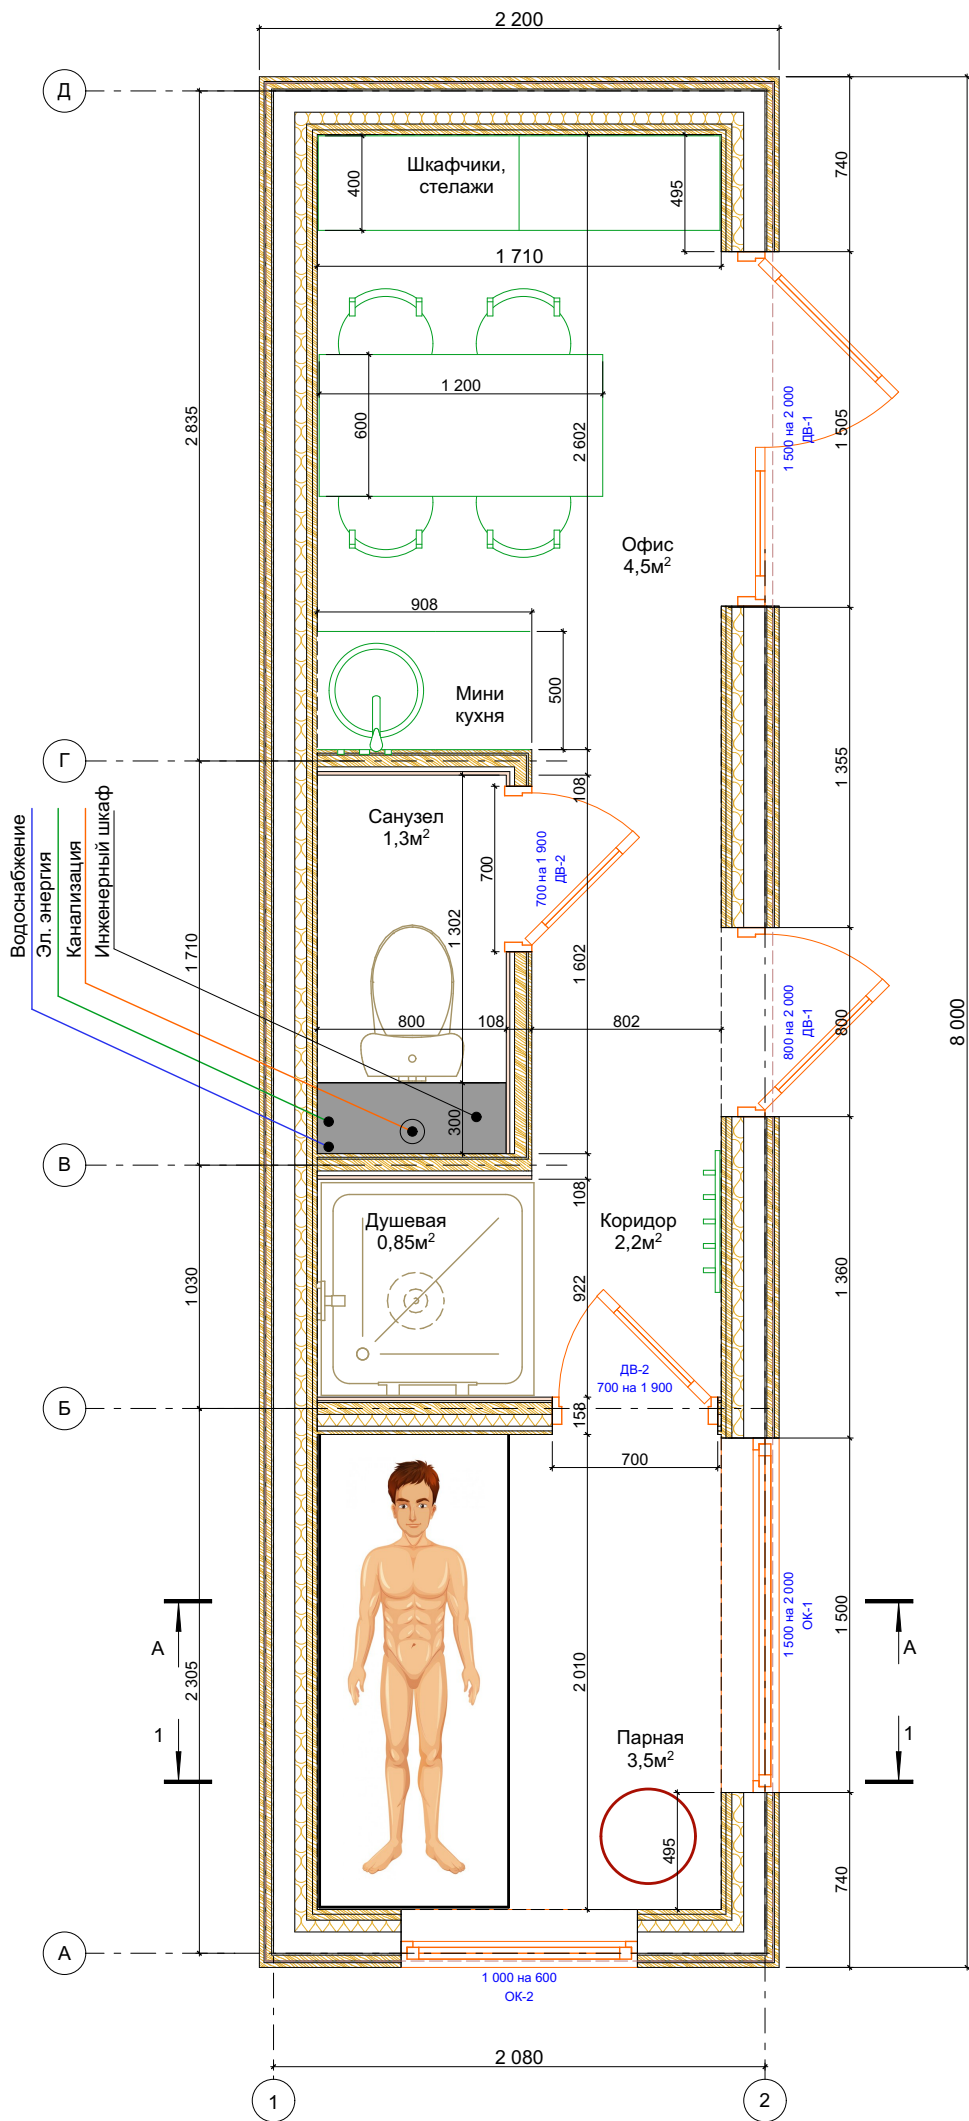 2 200
Д
740
Шкафчики,
стелажи
400
495
1 710
2 835
1 200
600
2 602
1 500 на 2 000
ДВ-1
1 505
Офис
4,5м²
908
Мини
кухня
500
Г
1 355
108
Водоснабжение
Эл. энергия
Канализация
Инженерный шкаф
Санузел
1,3м²
700
700 на 1 900
ДВ-2
1 302
1 710
1 602
8 000
800
108
802
800 на 2 000
ДВ-1
800
300
В
108
Душевая
0,85м²
Коридор
2,2м²
1 030
922
1 360
ДВ-2
700 на 1 900
Б
158
700
А
А
1 500 на 2 000
ОК-1
1 500
2 305
2 010
1
1
Парная
3,5м²
495
740
А
1 000 на 600
ОК-2
2 080
1
2